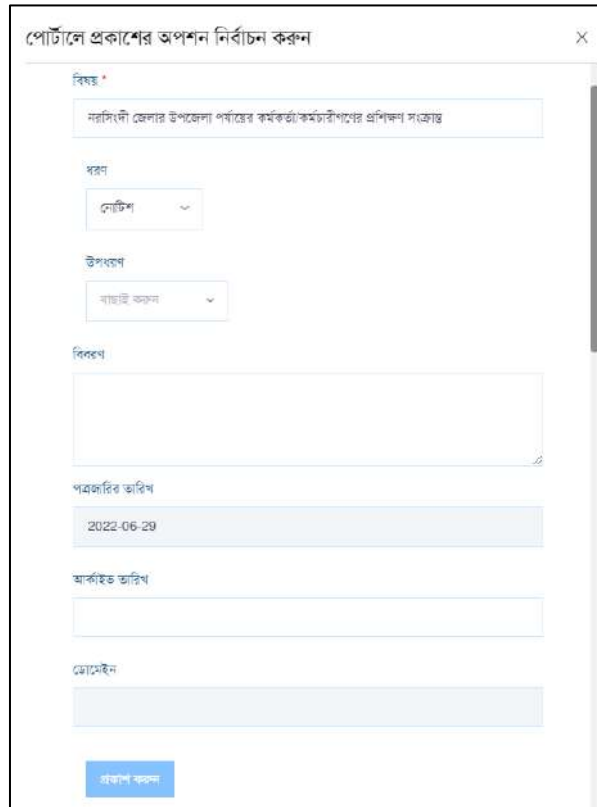 পোর্টালে প্রকাশের অপশন নির্বাচন করুন
বিষয় *
নরসিংদী জেলার উপজেলা পর্যায়ের কর্মকর্তা/কর্মচারীগণের প্রশিক্ষণ সংক্রান্ত
ধরণ
নোটিশ
উপধরণ
বাছাই করুন
বিবরণ
পত্রজারির তারিখ
2022-06-29
আর্কাইভ তারিখ
ডোমেইন
প্রকাশ করুন